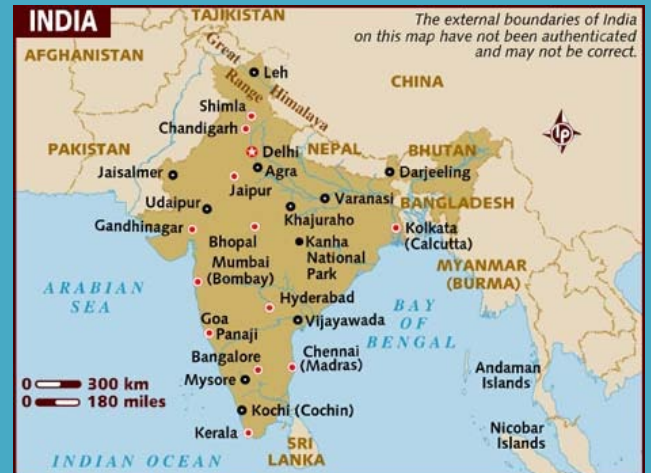 INDIA
TAJIKISTAN
The external boundaries of India
on this map have not been authenticated
and may not be correct.
AFGHANISTAN
Great
Range
Himalaya
Leh
CHINA
Shimla
Chandigarh
PAKISTAN
Delhi
NEPAL
BHUTAN
Jaisalmer
Agra
Darjeeling
Jaipur
Varanasi
BANGLADESH
Udaipur
Khajuraho
Gandhinagar
Bhopal
Kanha
National
Park
Kolkata
(Calcutta)
Mumbai
(Bombay)
MYANMAR
(BURMA)
ARABIAN
SEA
Hyderabad
BAY
OF
BENGAL
Goa
Panaji
Vijayawada
Bangalore
Chennai
(Madras)
Andaman
Islands
0 300 km
0 180 miles
Mysore
Kochi (Cochin)
Kerala
SRI
LANKA
Nicobar
Islands
INDIAN OCEAN
lp